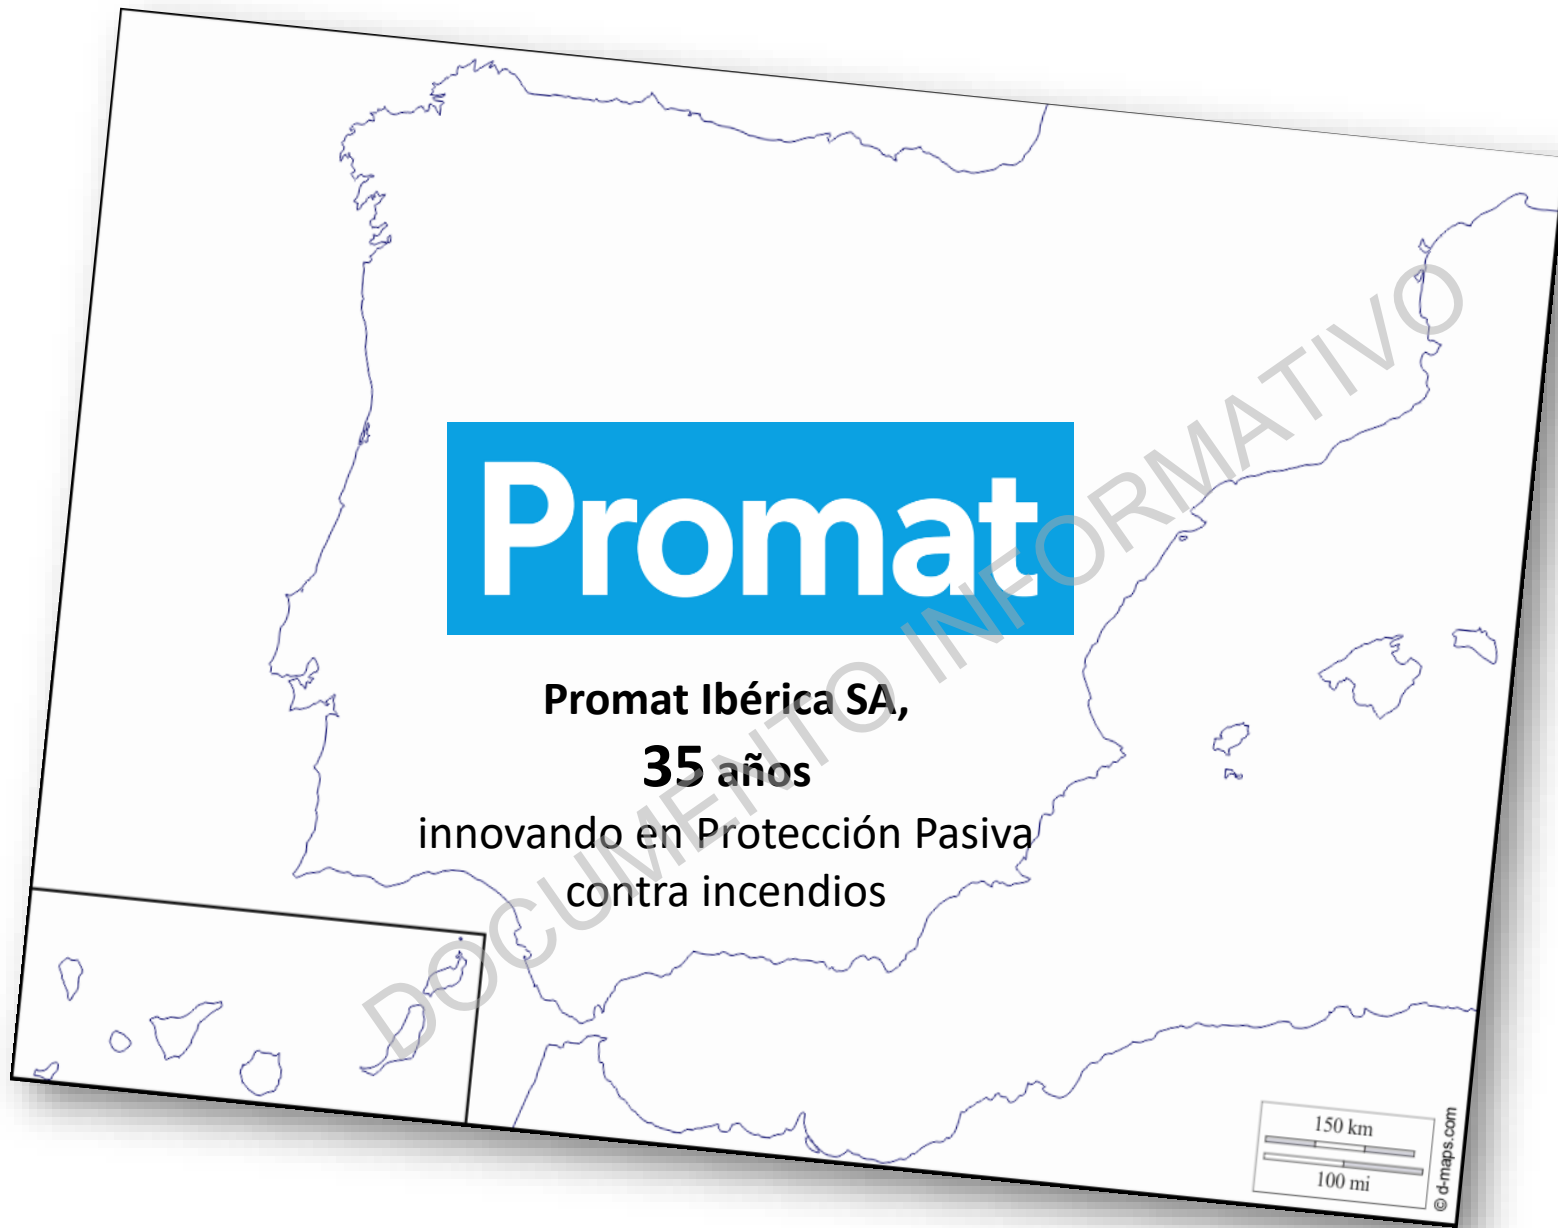 Promat
Promat Ibérica SA,
35 años
innovando en Protección Pasiva
contra incendios
DOCUMENTO INFORMATIVO
150 km
100 mi
© d-maps.com